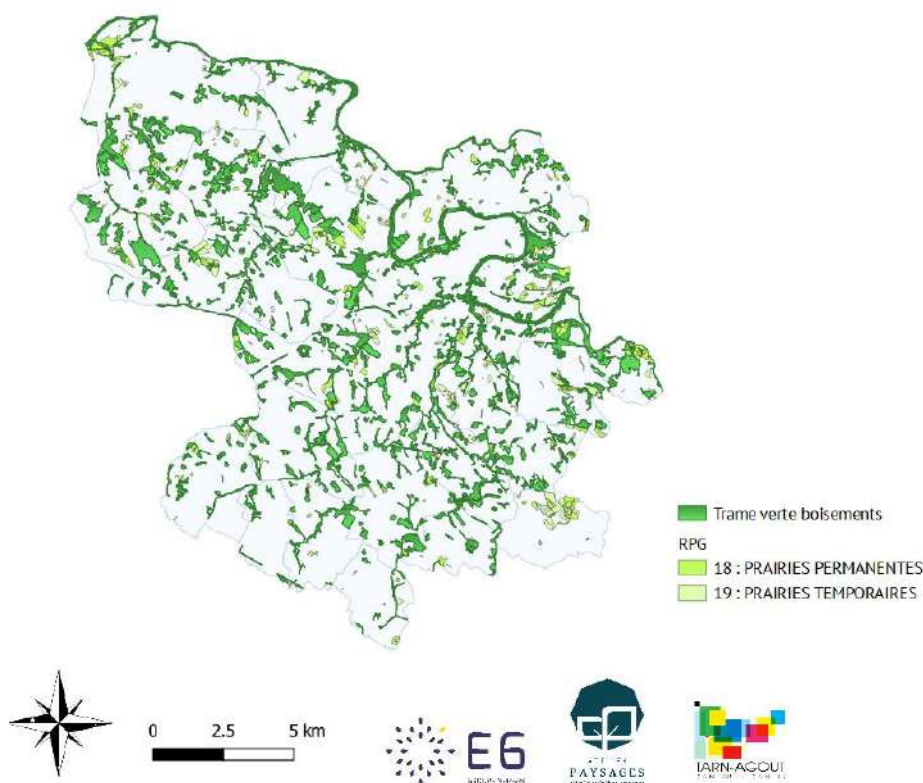 Trame verte boisements
RPG
18 : PRAIRIES PERMANENTES
19 : PRAIRIES TEMPORAIRES
0 2.5 5 km
E6
ATELIER
PAYSAGES
TARN-AGOUT